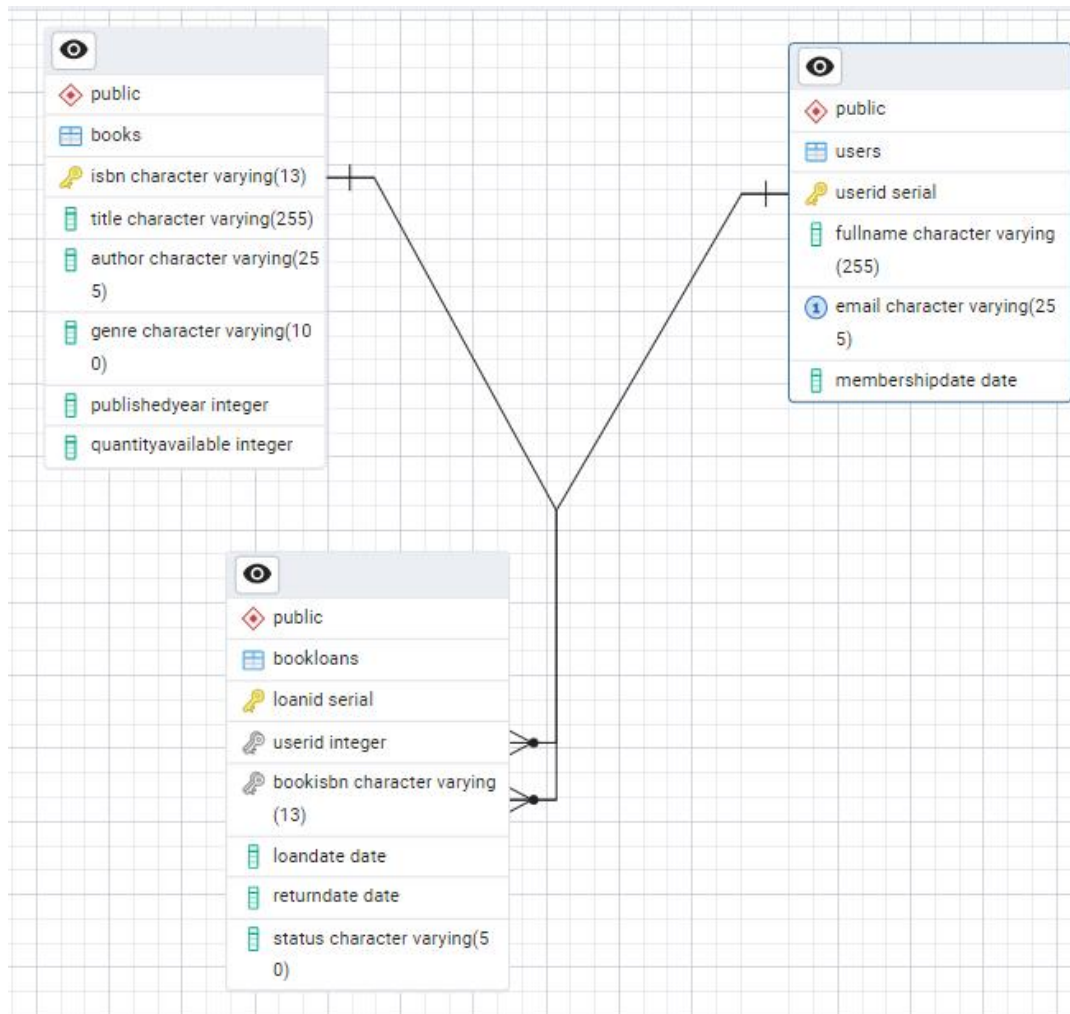 public
books
isbn character varying(13)
title character varying(255)
author character varying(25
5)
genre character varying(10
0)
publishedyear integer
quantityavailable integer
public
users
userid serial
fullname character varying
(255)
1 email character varying(25
5)
membershipdate date
public
bookloans
loanid serial
userid integer
bookisbn character varying
(13)
loandate date
returndate date
status character varying(5
0)